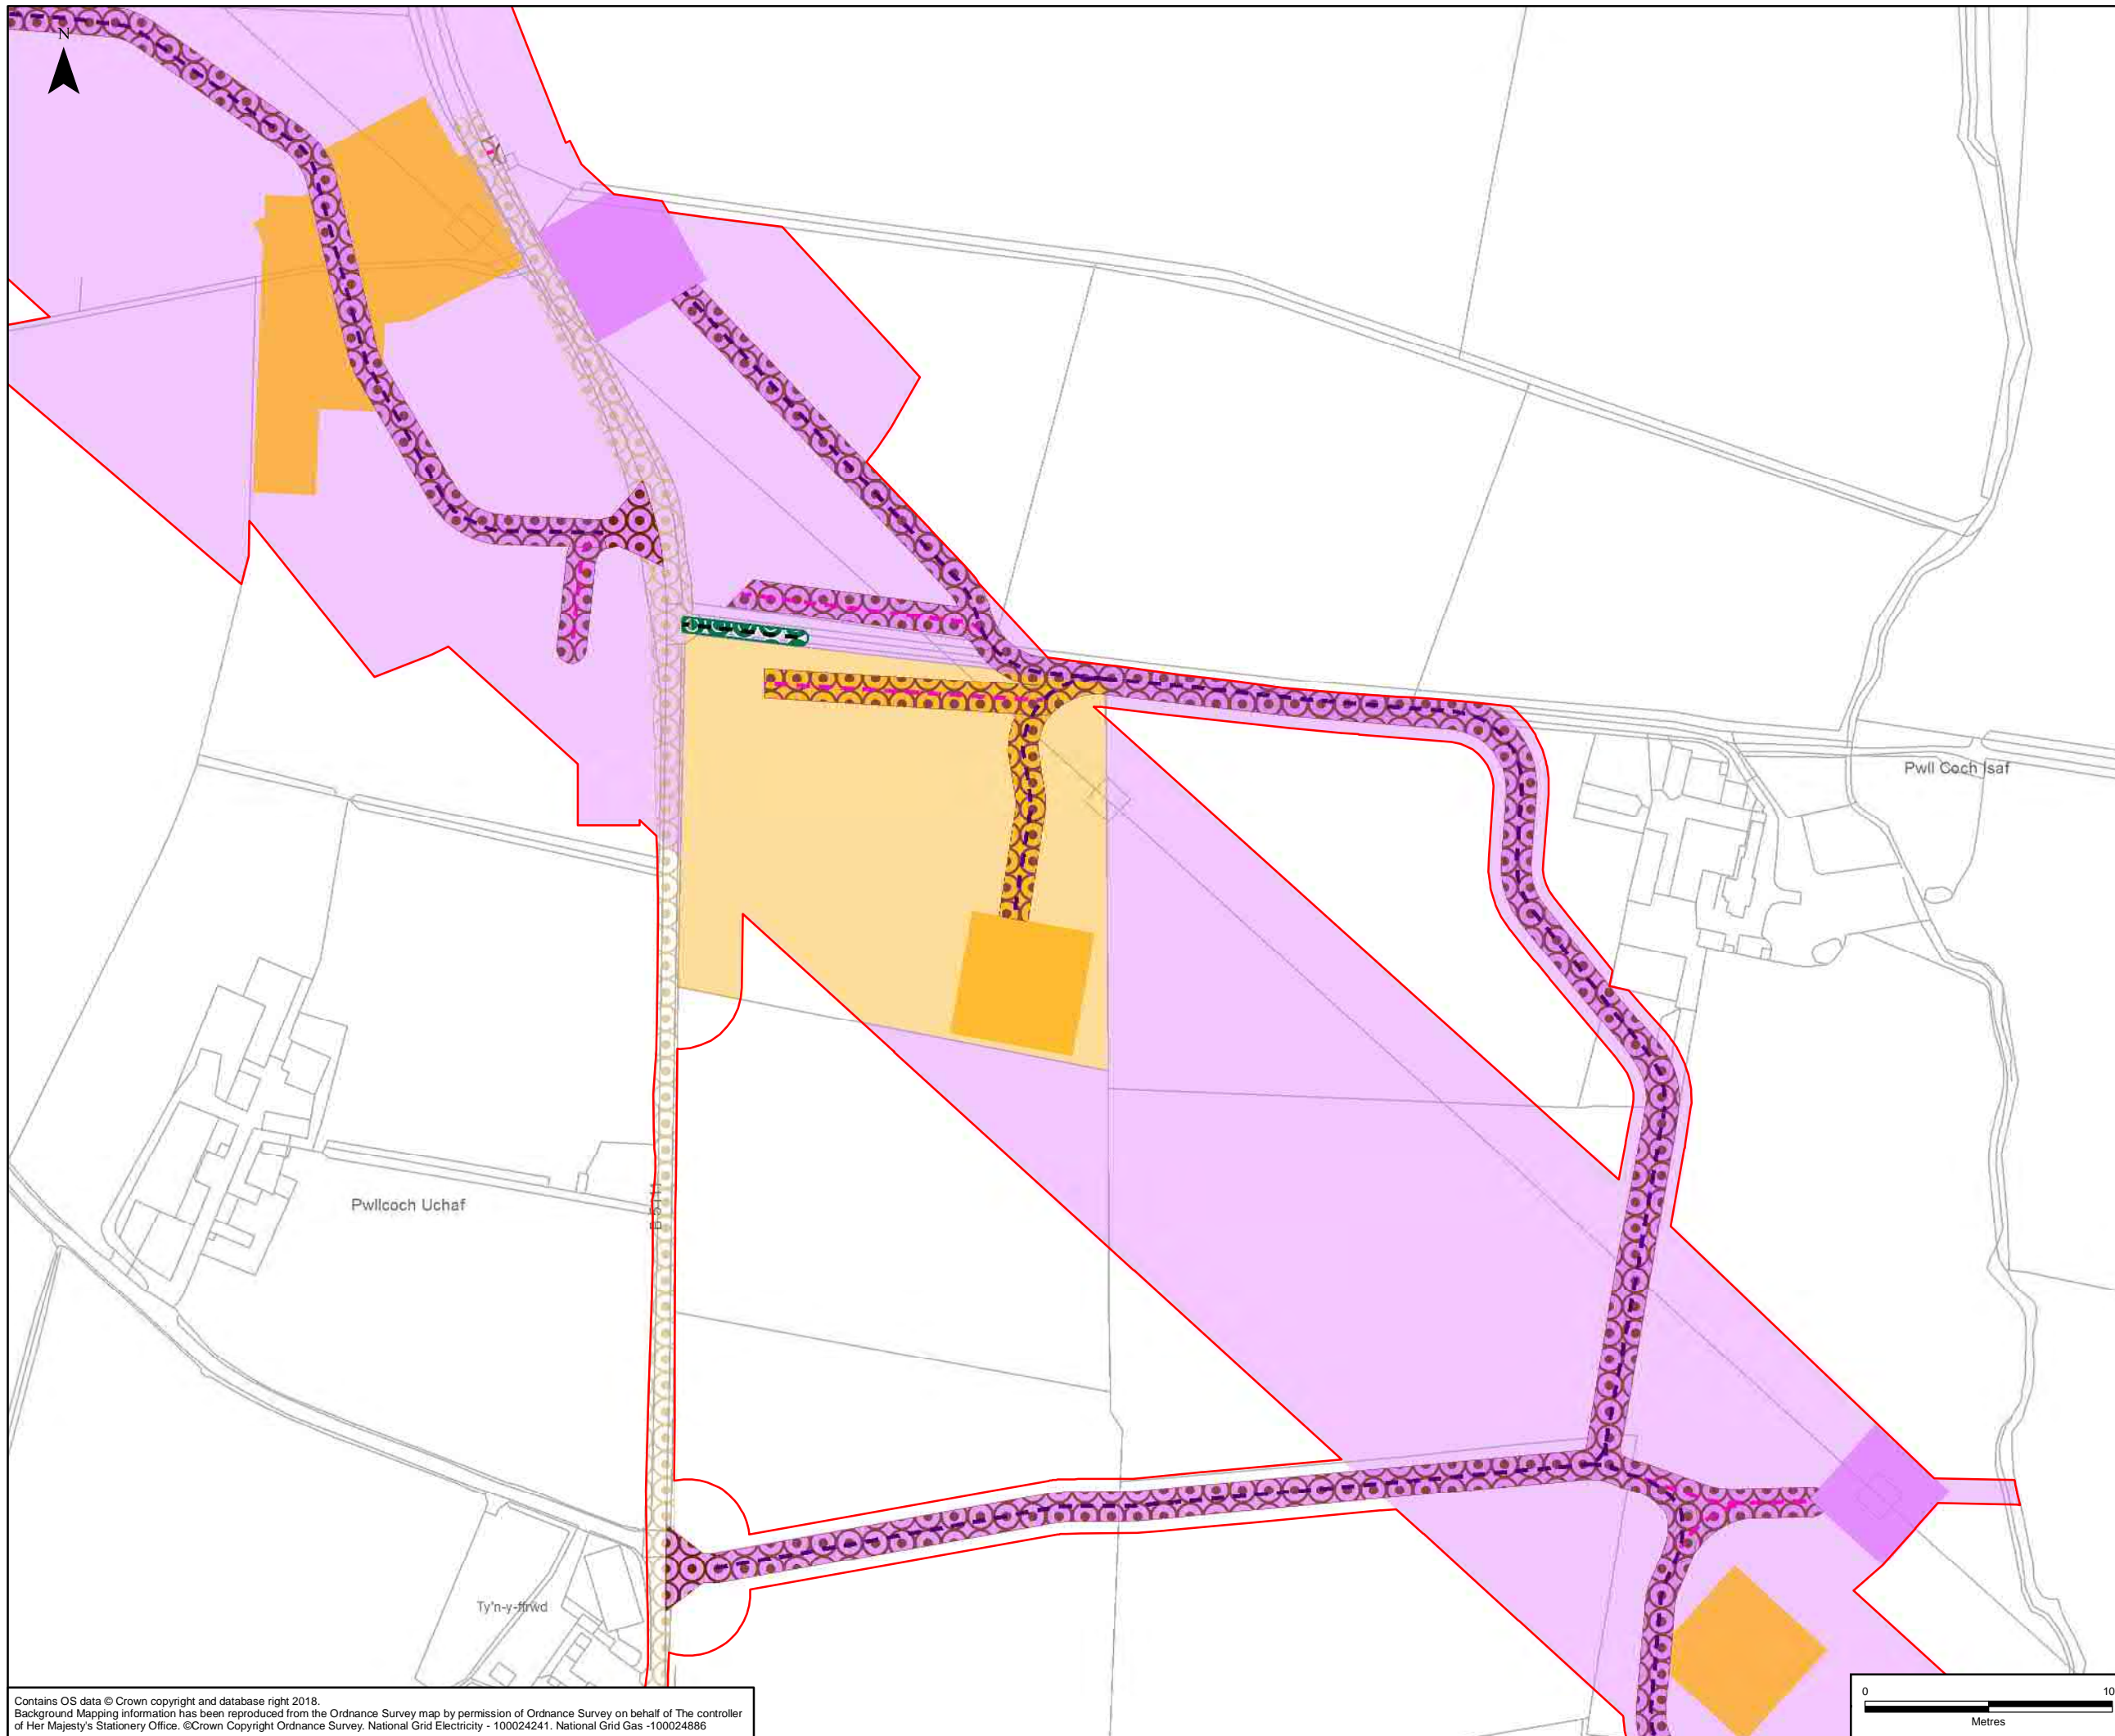 N
Pwll Coch Isaf
Pwllcoch Uchaf
B5111
Ty'n-y-ffrwd
Contains OS data © Crown copyright and database right 2018.
Background Mapping information has been reproduced from the Ordnance Survey map by permission of Ordnance Survey on behalf of The controller
of Her Majesty's Stationery Office. ©Crown Copyright Ordnance Survey. National Grid Electricity - 100024241. National Grid Gas -100024886
0 10
Metres